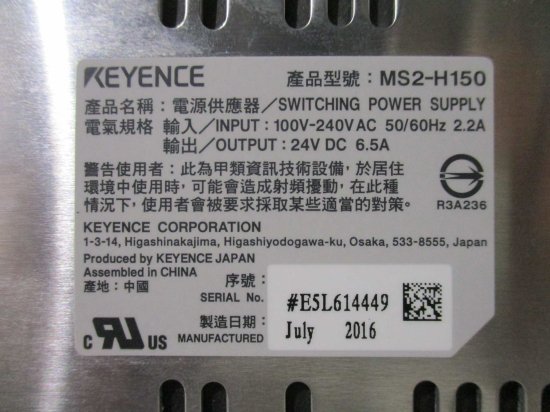 KEYENCE 產品型號：MS2-H150
產品名稱：電源供應器／SWITCHING POWER SUPPLY
電氣規格 輸入／INPUT: 100V-240V AC 50/60Hz 2.2A
輸出／OUTPUT: 24V DC 6.5A
警告使用者：此為甲類資訊技術設備，於居住
環境中使用時，可能會造成射頻擾動，在此種
情況下，使用者會被要求採取某些適當的對策。
R3A236
KEYENCE CORPORATION
1-3-14, Higashinakajima, Higashiyodogawa-ku, Osaka, 533-8555, Japan
Produced by KEYENCE JAPAN
Assembled in CHINA
產地：中國
序號：
SERIAL No.
#E5L614449
製造日期：
MANUFACTURED
July 2016
C RU US